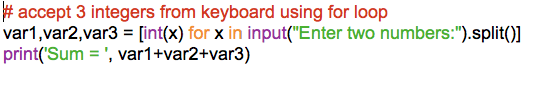 # accept 3 integers from keyboard using for loop
var1,var2,var3 = [int(x) for x in input("Enter two numbers:").split()]
print('Sum = ', var1+var2+var3)